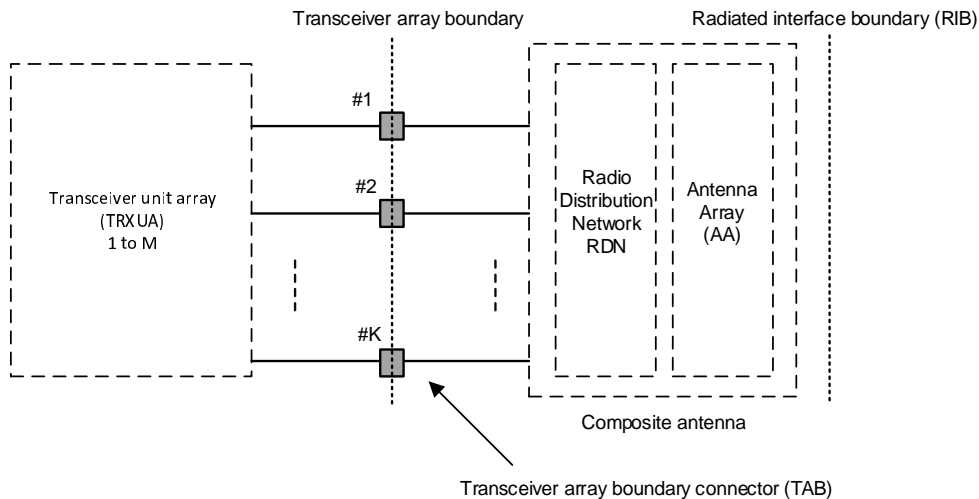 Transceiver array boundary
Radiated interface boundary (RIB)
#1
#2
#K
Transceiver unit array
(TRXUA)
1 to M
Radio
Distribution
Network
RDN
Antenna
Array
(AA)
Composite antenna
Transceiver array boundary connector (TAB)